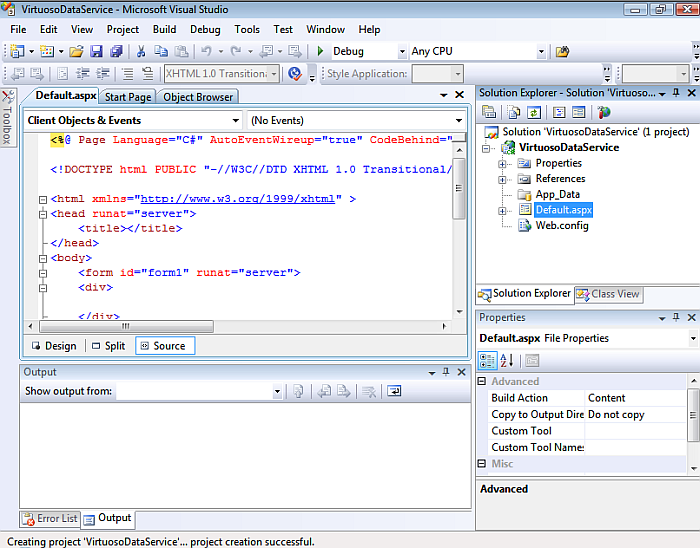 VirtuosoDataService - Microsoft Visual Studio
File Edit View Project Build Debug Data Tools Test Window Help
Debug Any CPU
XHTML 1.0 Transition Style Application:
Toolbox
Default.aspx Start Page Object Browser
Client Objects & Events (No Events)
<%@ Page Language="C#" AutoEventWireup="true" CodeBehind="
<!DOCTYPE html PUBLIC "-//W3C//DTD XHTML 1.0 Transitional/
<html xmlns="http://www.w3.org/1999/xhtml" >
<head runat="server">
<title></title>
</head>
<body>
<form id="form1" runat="server">
<div>
</div>
Design Split Source
Output
Show output from:
Error List Output
Solution Explorer - Solution 'Virtuoso...
Solution 'VirtuosoDataService' (1 project)
VirtuosoDataService
Properties
References
App_Data
Default.aspx
Web.config
Solution Explorer Class View
Properties
Default.aspx File Properties
Advanced
Build Action Content
Copy to Output Dire Do not copy
Custom Tool
Custom Tool Names
Misc
Advanced
Creating project 'VirtuosoDataService'... project creation successful.